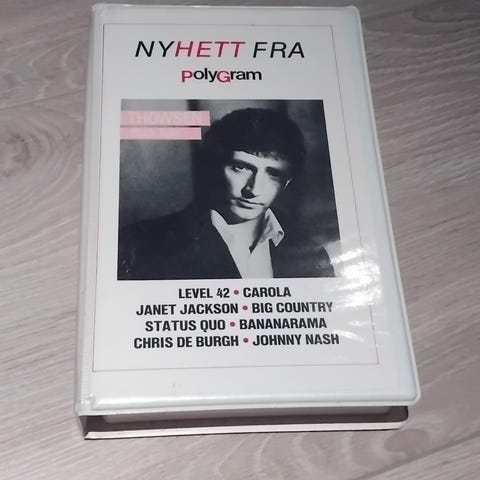 NYHETT FRA
PolyGram
THOWSEN
LEVEL 42 • CAROLA
JANET JACKSON • BIG COUNTRY
STATUS QUO • BANANARAMA
CHRIS DE BURGH • JOHNNY NASH